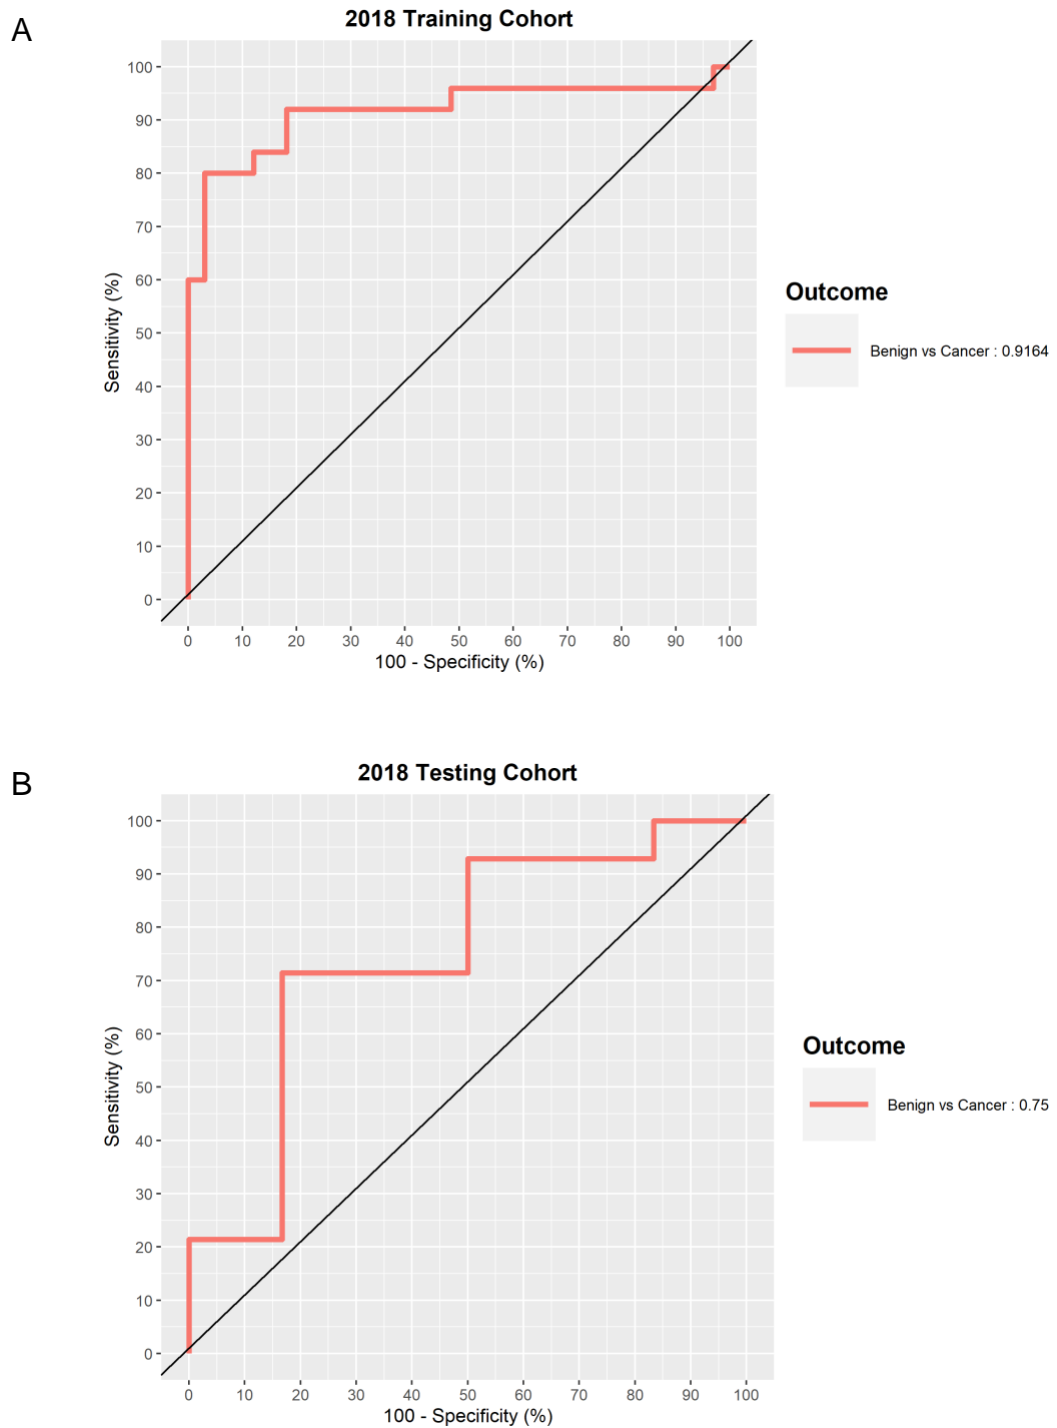 A
2018 Training Cohort
100
90
80
70
60
50
40
30
20
10
0
Sensitivity (%)
0 10 20 30 40 50 60 70 80 90 100
100 - Specificity (%)
Outcome
Benign vs Cancer : 0.9164
B
2018 Testing Cohort
100
90
80
70
60
50
40
30
20
10
0
Sensitivity (%)
0 10 20 30 40 50 60 70 80 90 100
100 - Specificity (%)
Outcome
Benign vs Cancer : 0.75